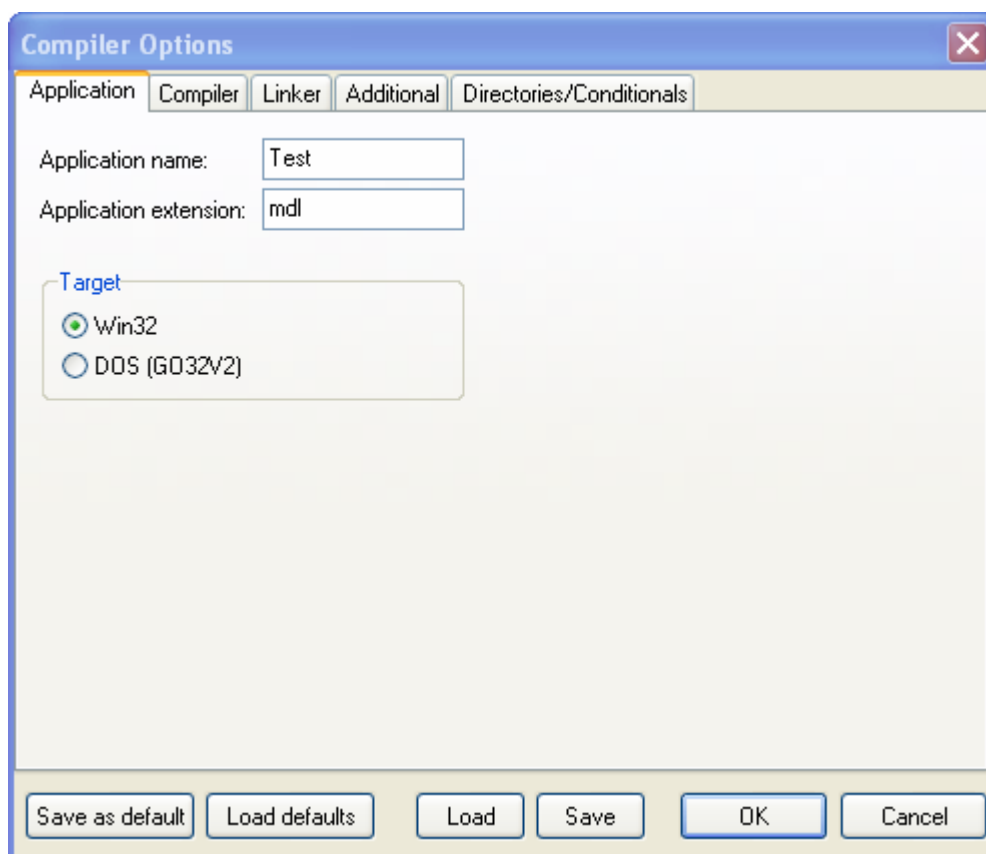 Compiler Options
Application Compiler Linker Additional Directories/Conditionals
Application name: Test
Application extension: mdl
Target
Win32
DOS (GO32V2)
Save as default Load defaults Load Save OK Cancel